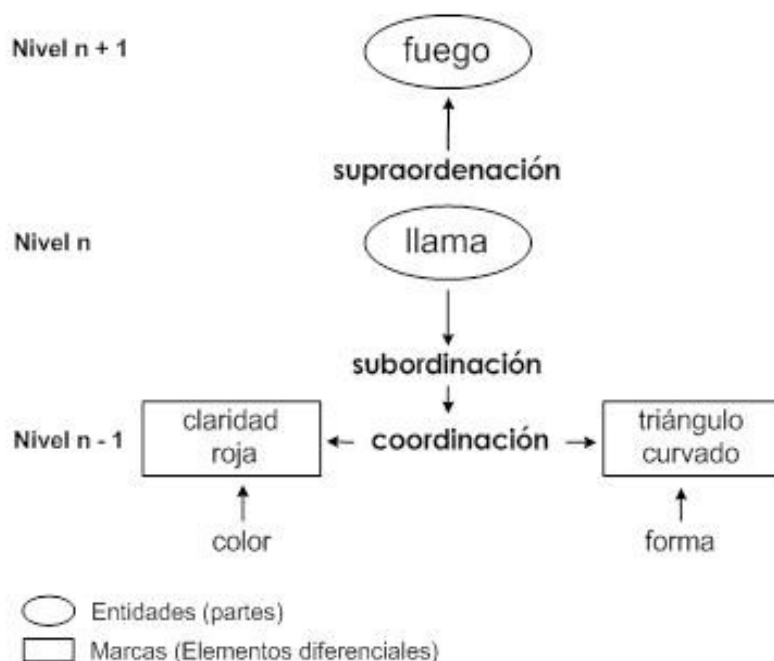 Nivel n + 1
fuego
supraordenación
Nivel n
llama
subordinación
Nivel n - 1
claridad
roja
coordinación
triángulo
curvado
color
forma
Entidades (partes)
Marcas (Elementos diferenciales)